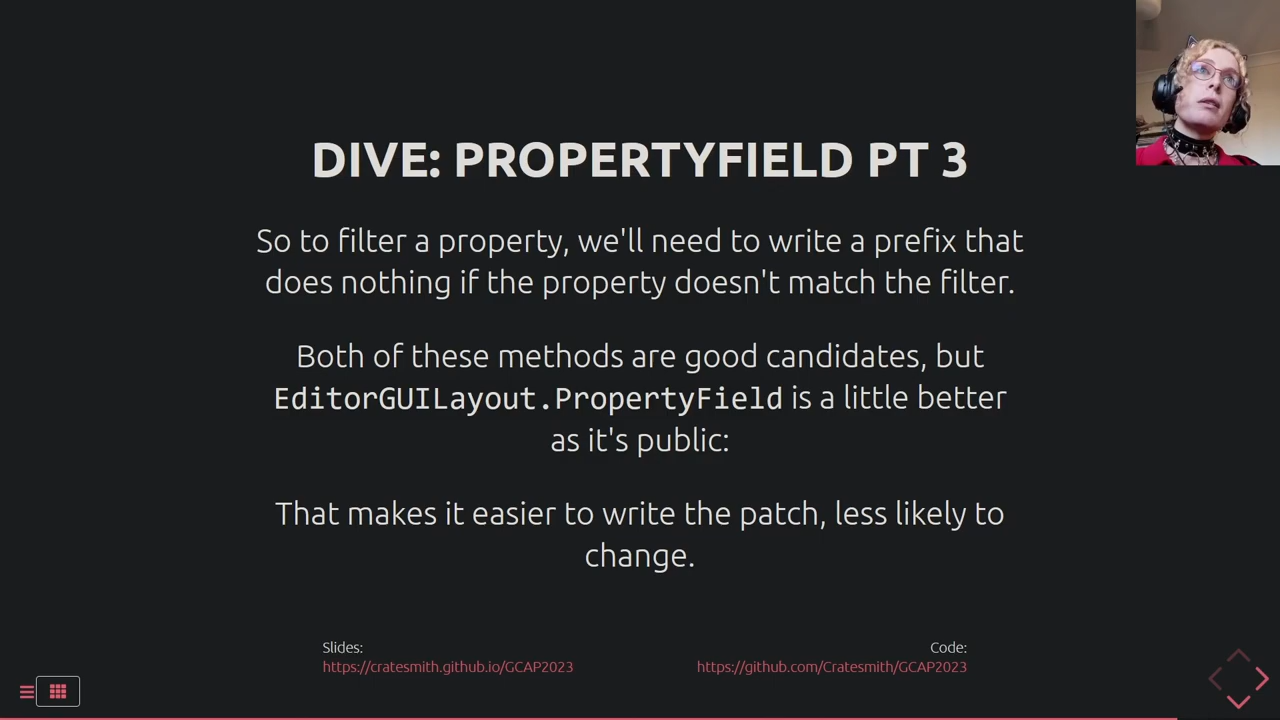 DIVE: PROPERTYFIELD PT 3
So to filter a property, we'll need to write a prefix that
does nothing if the property doesn't match the filter.
Both of these methods are good candidates, but
EditorGUILayout.PropertyField is a little better
as it's public:
That makes it easier to write the patch, less likely to
change.
Slides:
https://cratesmith.github.io/GCAP2023
Code:
https://github.com/Cratesmith/GCAP2023